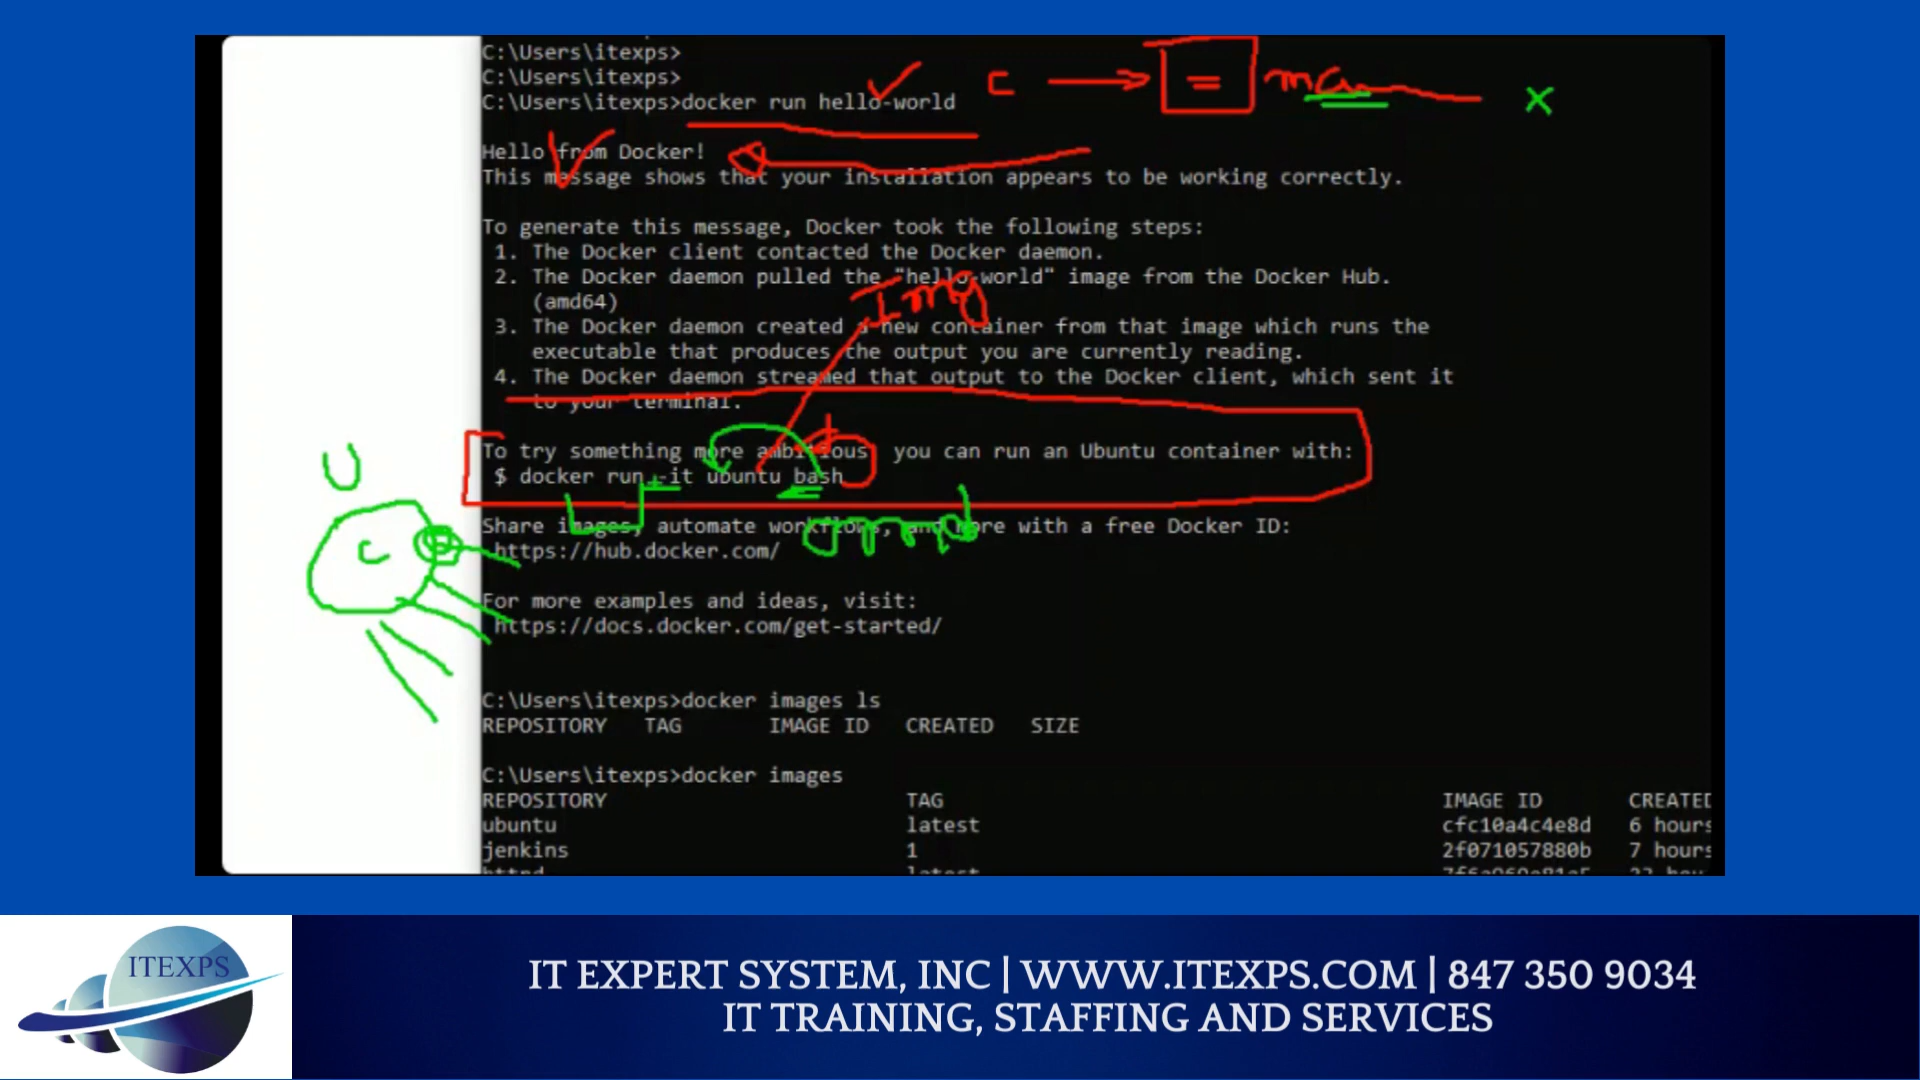 C:\Users\itexps>
C:\Users\itexps>
C:\Users\itexps>docker run hello-world
C = ma
x
Hello from Docker!
This message shows that your installation appears to be working correctly.
To generate this message, Docker took the following steps:
1. The Docker client contacted the Docker daemon.
2. The Docker daemon pulled the "hello-world" image from the Docker Hub.
(amd64)
Img
3. The Docker daemon created a new container from that image which runs the
executable that produces the output you are currently reading.
4. The Docker daemon streamed that output to the Docker client, which sent it
to your terminal.
To try something more ambitious, you can run an Ubuntu container with:
$ docker run -it ubuntu bash
U
C
Share images, automate workflows, and more with a free Docker ID:
https://hub.docker.com/
For more examples and ideas, visit:
https://docs.docker.com/get-started/
C:\Users\itexps>docker images ls
REPOSITORY TAG IMAGE ID CREATED SIZE
C:\Users\itexps>docker images
REPOSITORY TAG IMAGE ID CREATED
ubuntu latest cfc10a4c4e8d 6 hours
jenkins 1 2f071057880b 7 hours
ITEXPS
IT EXPERT SYSTEM, INC | WWW.ITEXPS.COM | 847 350 9034
IT TRAINING, STAFFING AND SERVICES